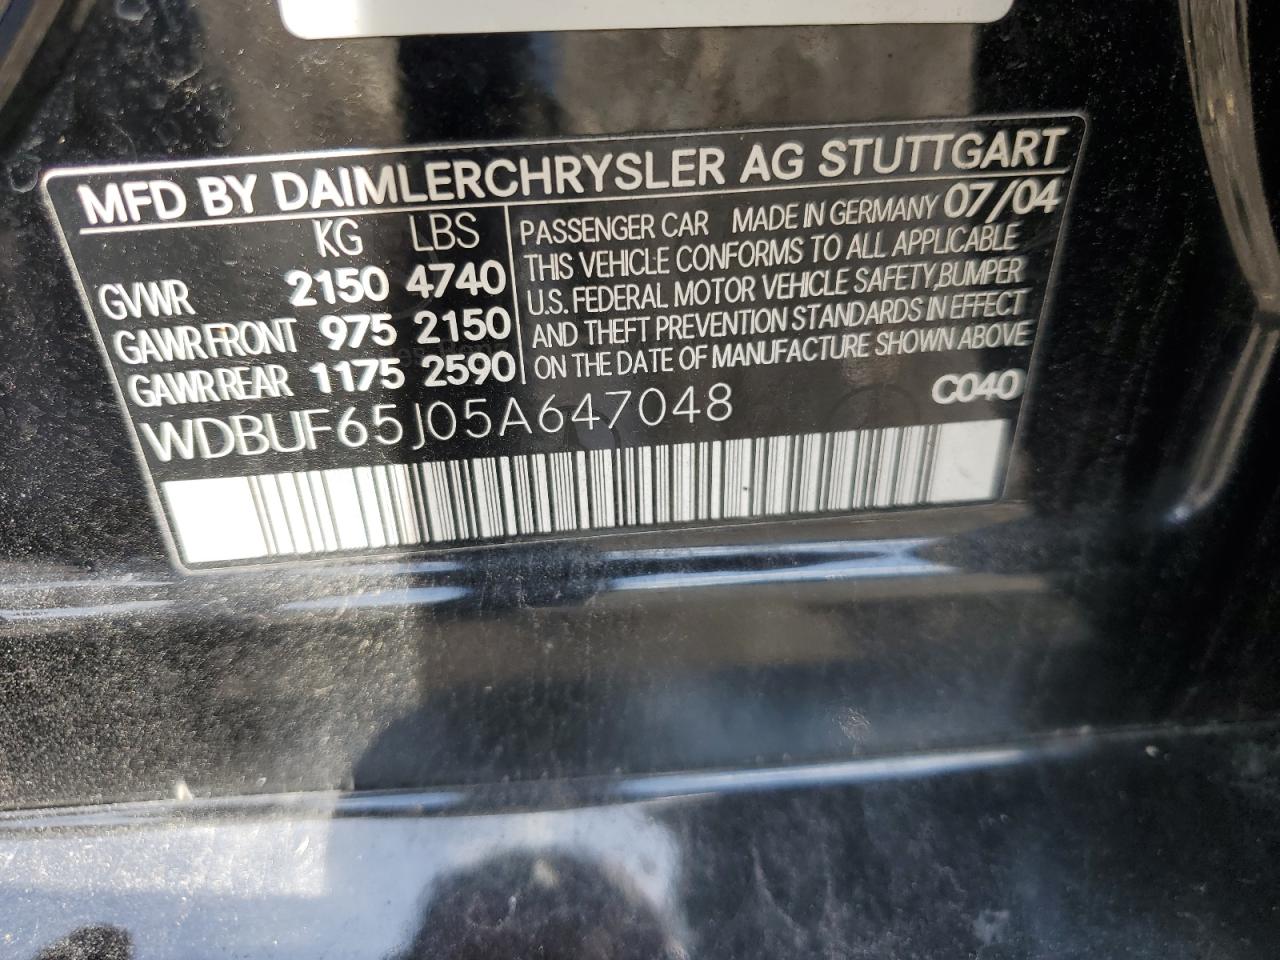 MFD BY DAIMLERCHRYSLER AG STUTTGART
KG LBS
GVWR 2150 4740
GAWR FRONT 975 2150
GAWR REAR 1175 2590
PASSENGER CAR MADE IN GERMANY 07/04
THIS VEHICLE CONFORMS TO ALL APPLICABLE
U.S. FEDERAL MOTOR VEHICLE SAFETY, BUMPER
AND THEFT PREVENTION STANDARDS IN EFFECT
ON THE DATE OF MANUFACTURE SHOWN ABOVE
WDBUF65J05A647048
C040